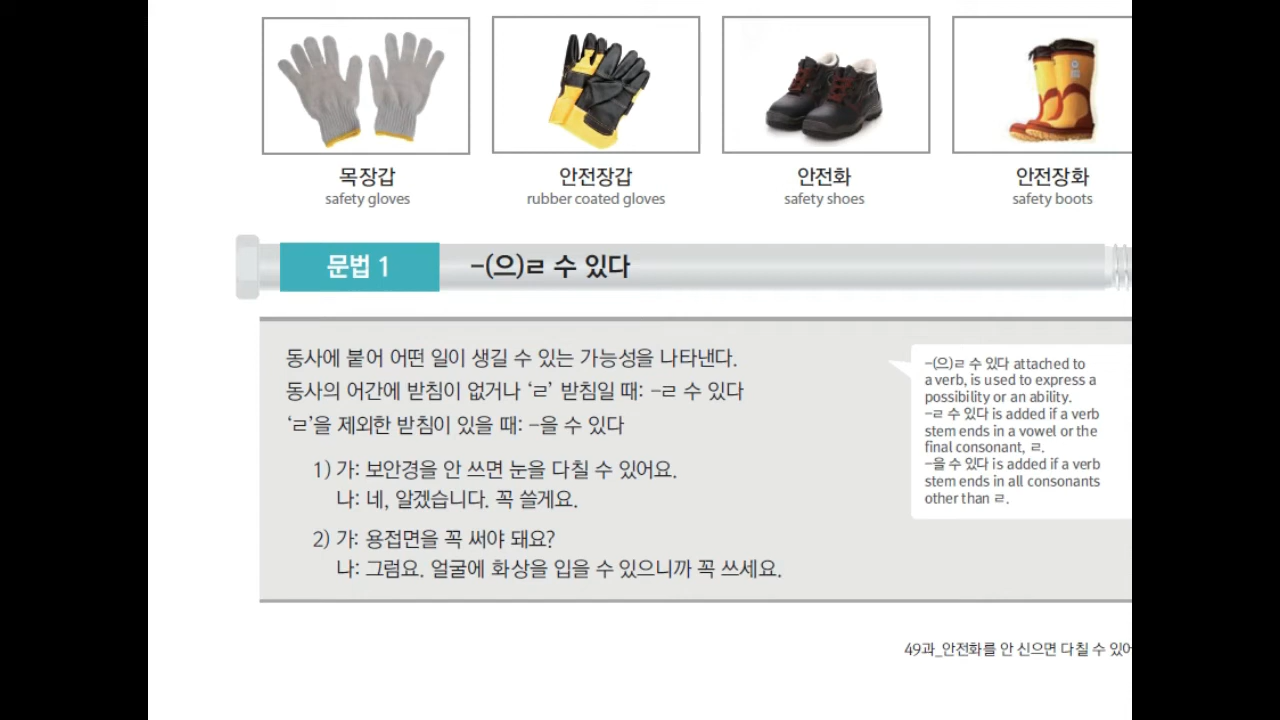 목장갑
safety gloves
안전장갑
rubber coated gloves
안전화
safety shoes
안전장화
safety boots
문법 1
-(으)ㄹ 수 있다
동사에 붙어 어떤 일이 생길 수 있는 가능성을 나타낸다.
동사의 어간에 받침이 없거나 ‘ㄹ’ 받침일 때: -ㄹ 수 있다
‘ㄹ’을 제외한 받침이 있을 때: -을 수 있다
1) 가: 보안경을 안 쓰면 눈을 다칠 수 있어요.
나: 네, 알겠습니다. 꼭 쓸게요.
2) 가: 용접면을 꼭 써야 돼요?
나: 그럼요. 얼굴에 화상을 입을 수 있으니까 꼭 쓰세요.
-(으)ㄹ 수 있다 attached to
a verb, is used to express a
possibility or an ability.
-ㄹ 수 있다 is added if a verb
stem ends in a vowel or the
final consonant, ㄹ.
-을 수 있다 is added if a verb
stem ends in all consonants
other than ㄹ.
49과_안전화를 안 신으면 다칠 수 있